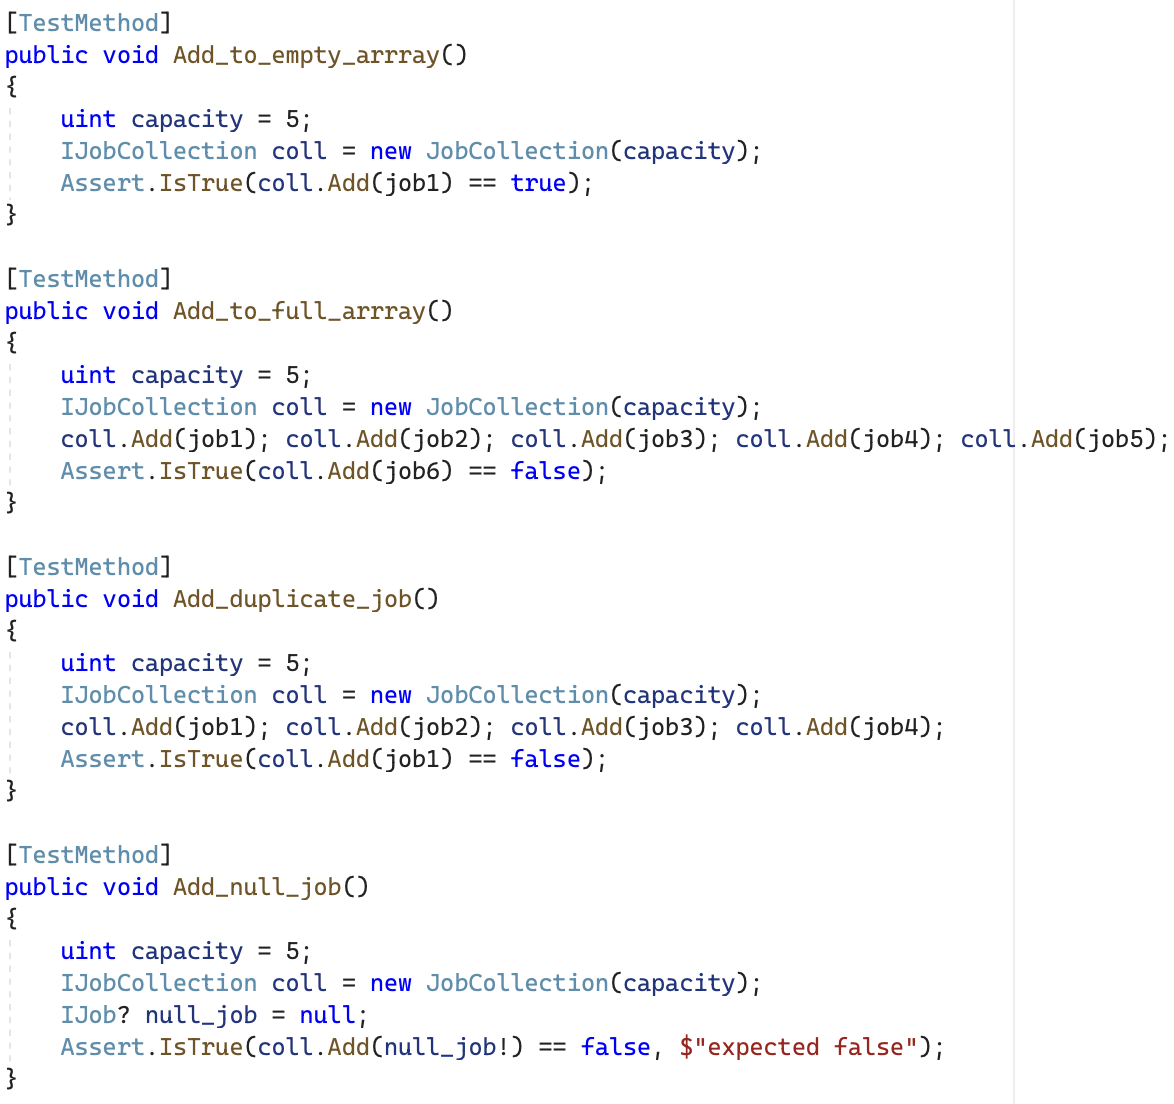 [TestMethod]
public void Add_to_empty_arrray()
{
    uint capacity = 5;
    IJobCollection coll = new JobCollection(capacity);
    Assert.IsTrue(coll.Add(job1) == true);
}

[TestMethod]
public void Add_to_full_arrray()
{
    uint capacity = 5;
    IJobCollection coll = new JobCollection(capacity);
    coll.Add(job1); coll.Add(job2); coll.Add(job3); coll.Add(job4); coll.Add(job5);
    Assert.IsTrue(coll.Add(job6) == false);
}

[TestMethod]
public void Add_duplicate_job()
{
    uint capacity = 5;
    IJobCollection coll = new JobCollection(capacity);
    coll.Add(job1); coll.Add(job2); coll.Add(job3); coll.Add(job4);
    Assert.IsTrue(coll.Add(job1) == false);
}

[TestMethod]
public void Add_null_job()
{
    uint capacity = 5;
    IJobCollection coll = new JobCollection(capacity);
    IJob? null_job = null;
    Assert.IsTrue(coll.Add(null_job!) == false, $"expected false");
}